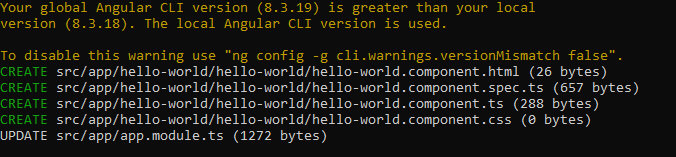 Your global Angular CLI version (8.3.19) is greater than your local
version (8.3.18). The local Angular CLI version is used.
To disable this warning use "ng config -g cli.warnings.versionMismatch false".
CREATE src/app/hello-world/hello-world/hello-world.component.html (26 bytes)
CREATE src/app/hello-world/hello-world/hello-world.component.spec.ts (657 bytes)
CREATE src/app/hello-world/hello-world/hello-world.component.ts (288 bytes)
CREATE src/app/hello-world/hello-world/hello-world.component.css (0 bytes)
UPDATE src/app/app.module.ts (1272 bytes)